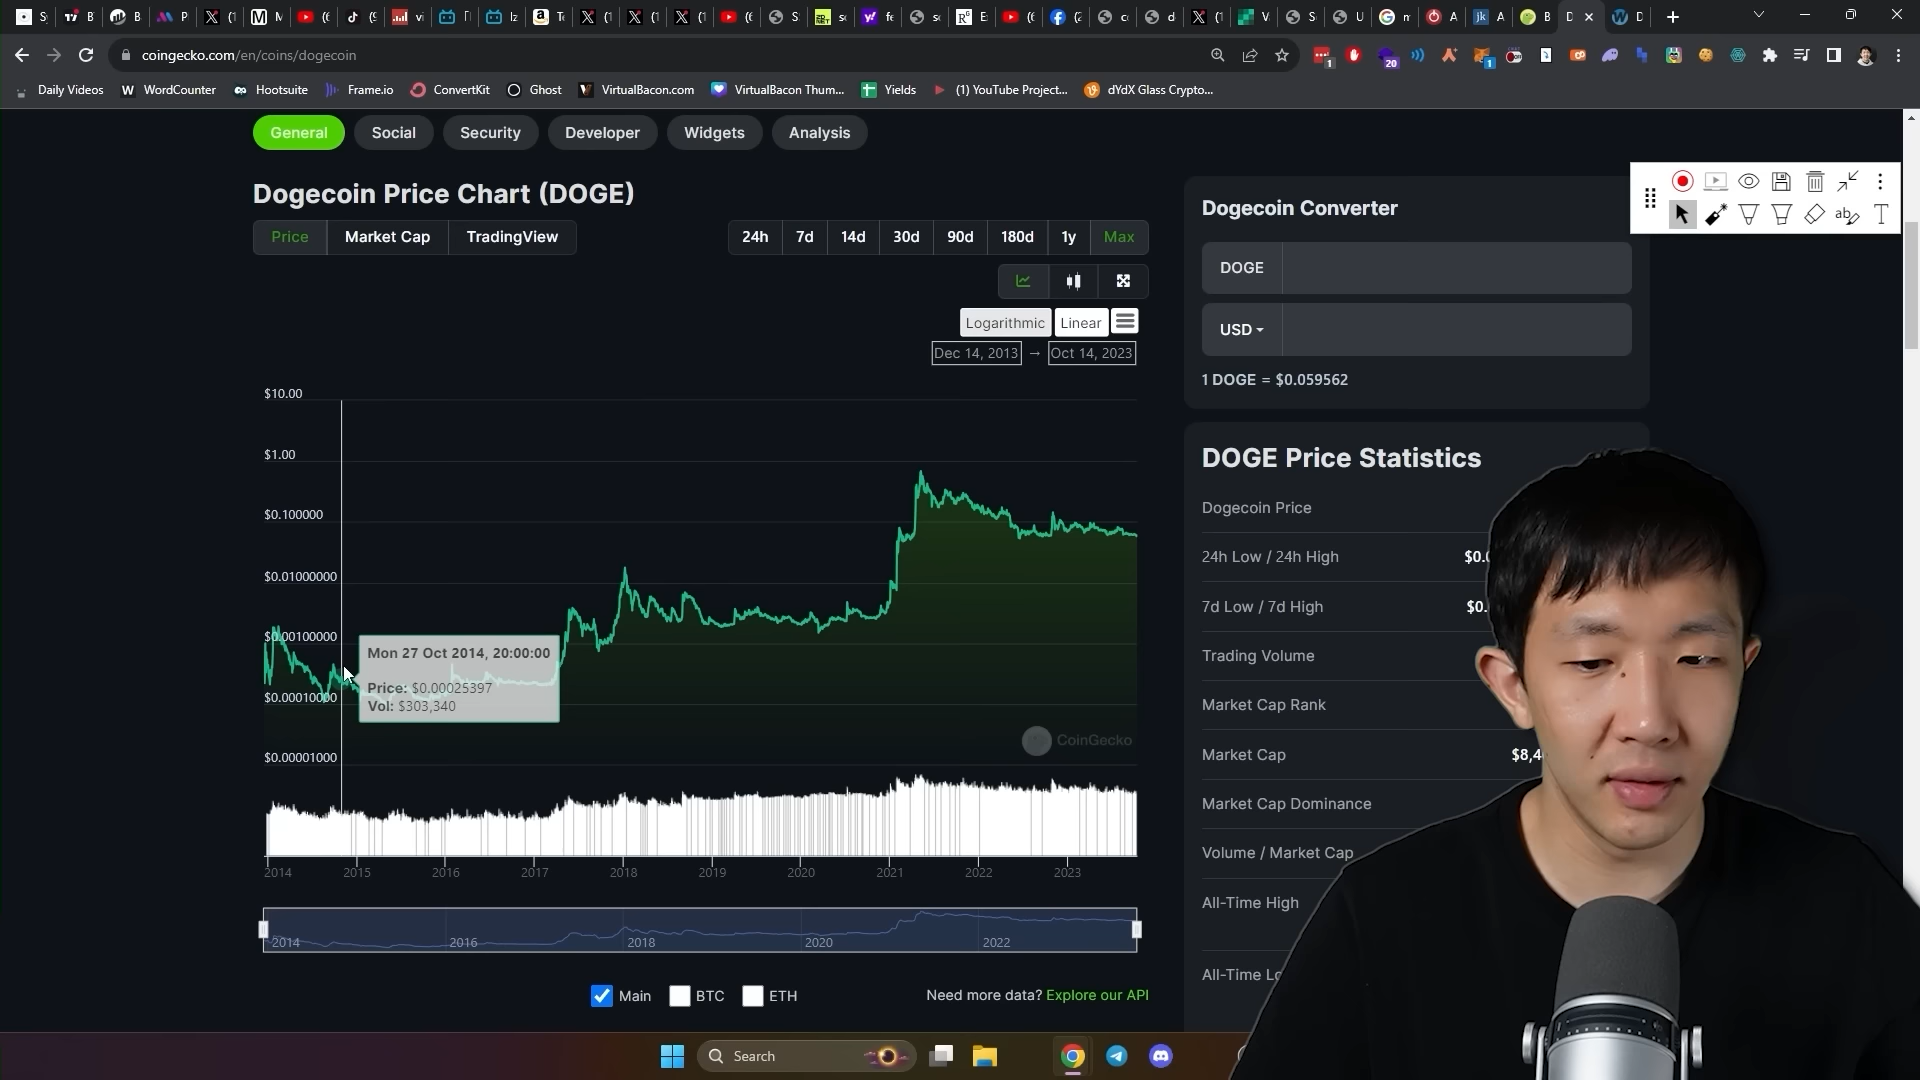 coingecko.com/en/coins/dogecoin
1
20
1
Daily Videos
WordCounter
Hootsuite
Frame.io
ConvertKit
Ghost
VirtualBacon.com
VirtualBacon Thum...
Yields
(1) YouTube Project...
dYdX Glass Crypto...
General
Social
Security
Developer
Widgets
Analysis
Dogecoin Price Chart (DOGE)
Price
Market Cap
TradingView
24h
7d
14d
30d
90d
180d
1y
Max
Logarithmic
Linear
Dec 14, 2013 → Oct 14, 2023
$10.00
$1.00
$0.100000
$0.01000000
$0.00100000
$0.00010000
$0.00001000
Mon 27 Oct 2014, 20:00:00
Price: $0.00025397
Vol: $303,340
CoinGecko
2014 2015 2016 2017 2018 2019 2020 2021 2022 2023
2014 2016 2018 2020 2022
Main
BTC
ETH
Need more data? Explore our API
Dogecoin Converter
DOGE
USD
1 DOGE = $0.059562
DOGE Price Statistics
Dogecoin Price
24h Low / 24h High
7d Low / 7d High
Trading Volume
Market Cap Rank
Market Cap
Market Cap Dominance
Volume / Market Cap
All-Time High
Search